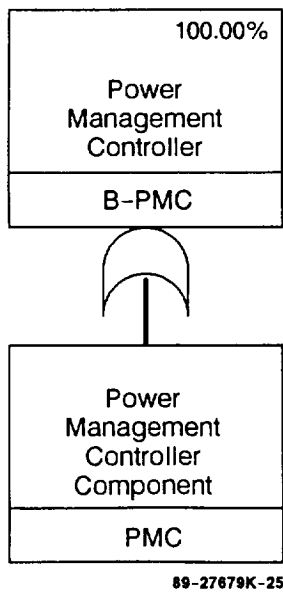 100.00%
Power
Management
Controller
B-PMC
Power
Management
Controller
Component
PMC
89-27679K-25